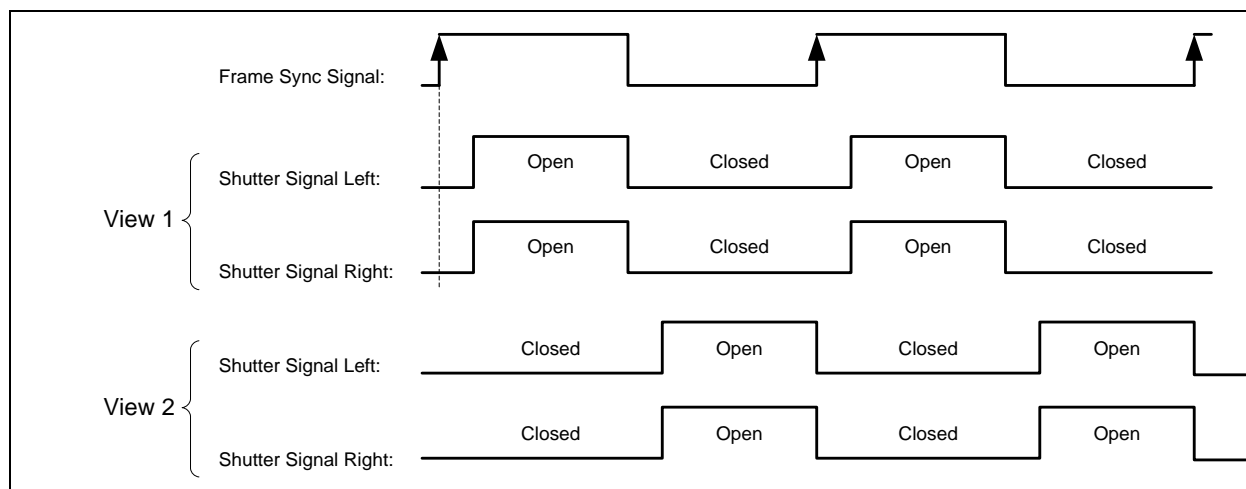 Frame Sync Signal:
Open Closed Open Closed
Shutter Signal Left:
View 1
Open Closed Open Closed
Shutter Signal Right:
Closed Open Closed Open
Shutter Signal Left:
View 2
Closed Open Closed Open
Shutter Signal Right: